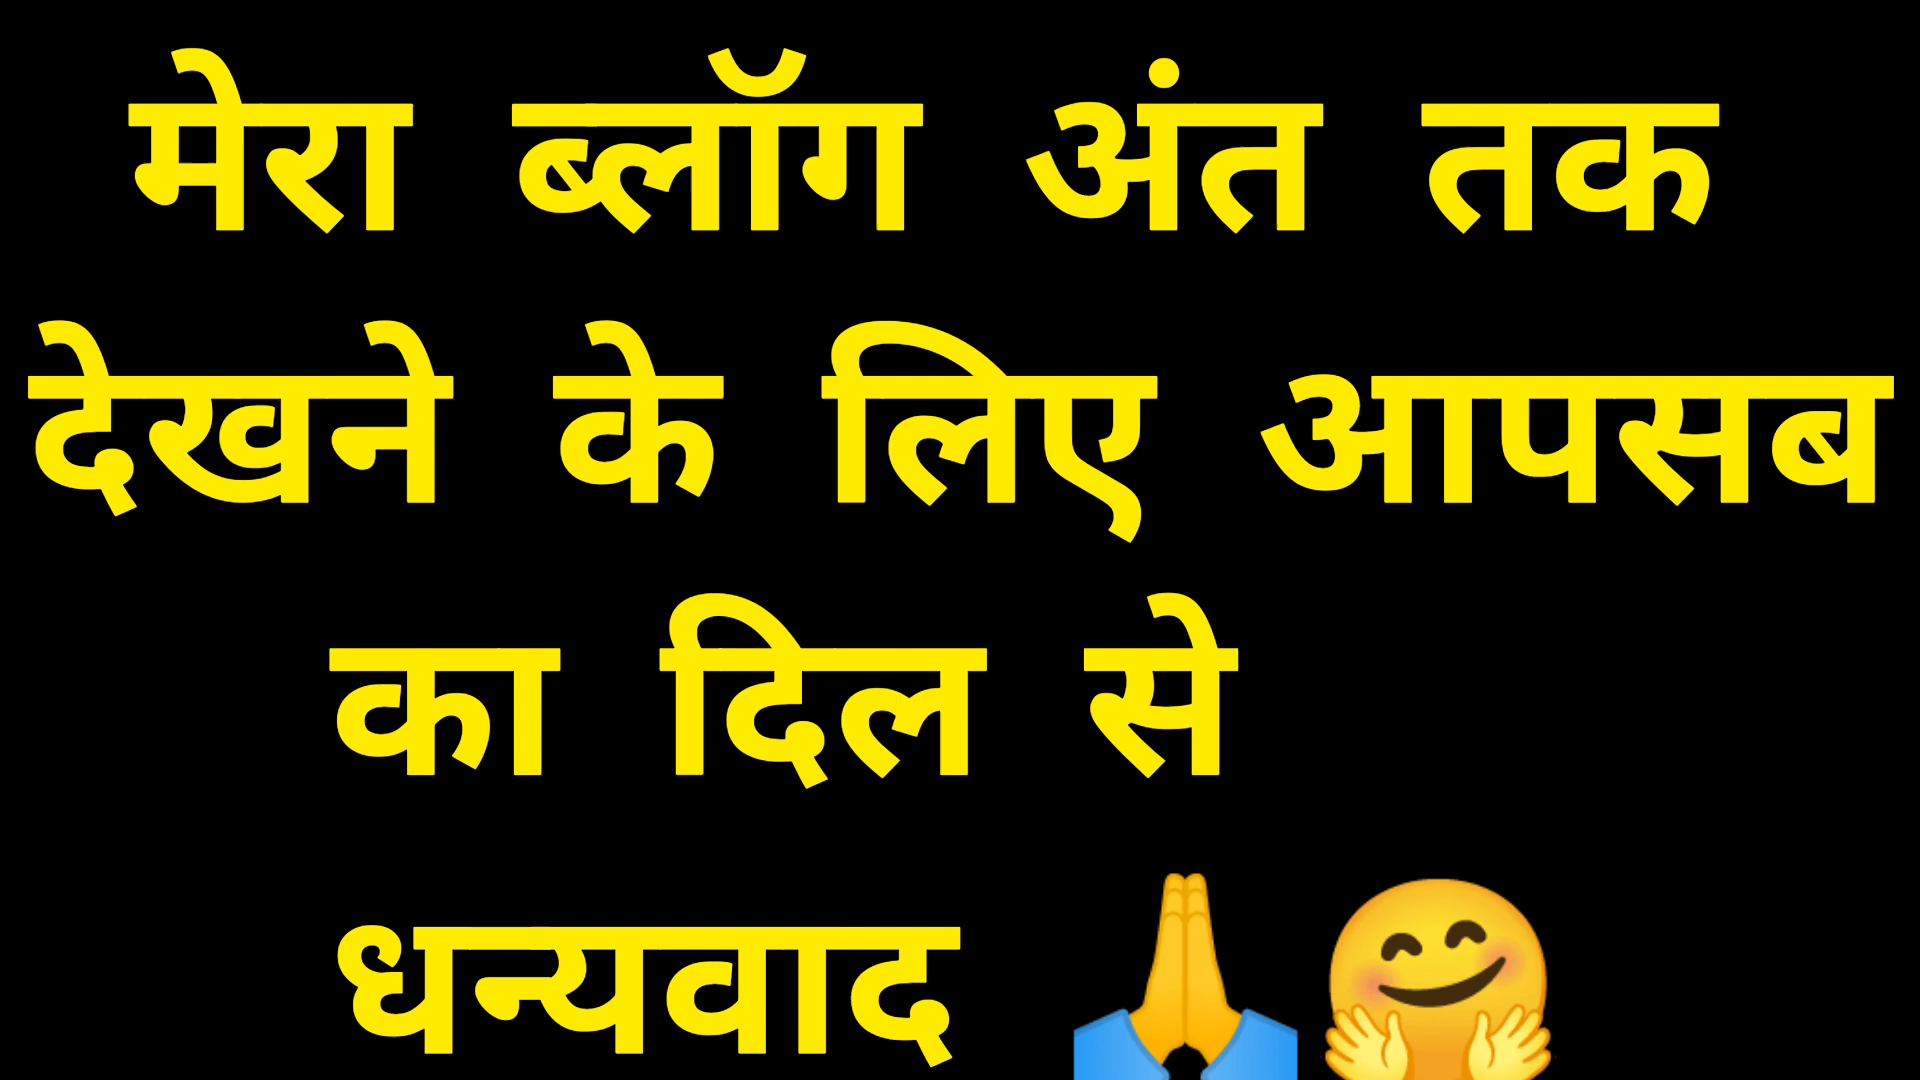 मेरा ब्लॉग अंत तक
देखने के लिए आपसब
का दिल से
धन्यवाद 🙏🤗